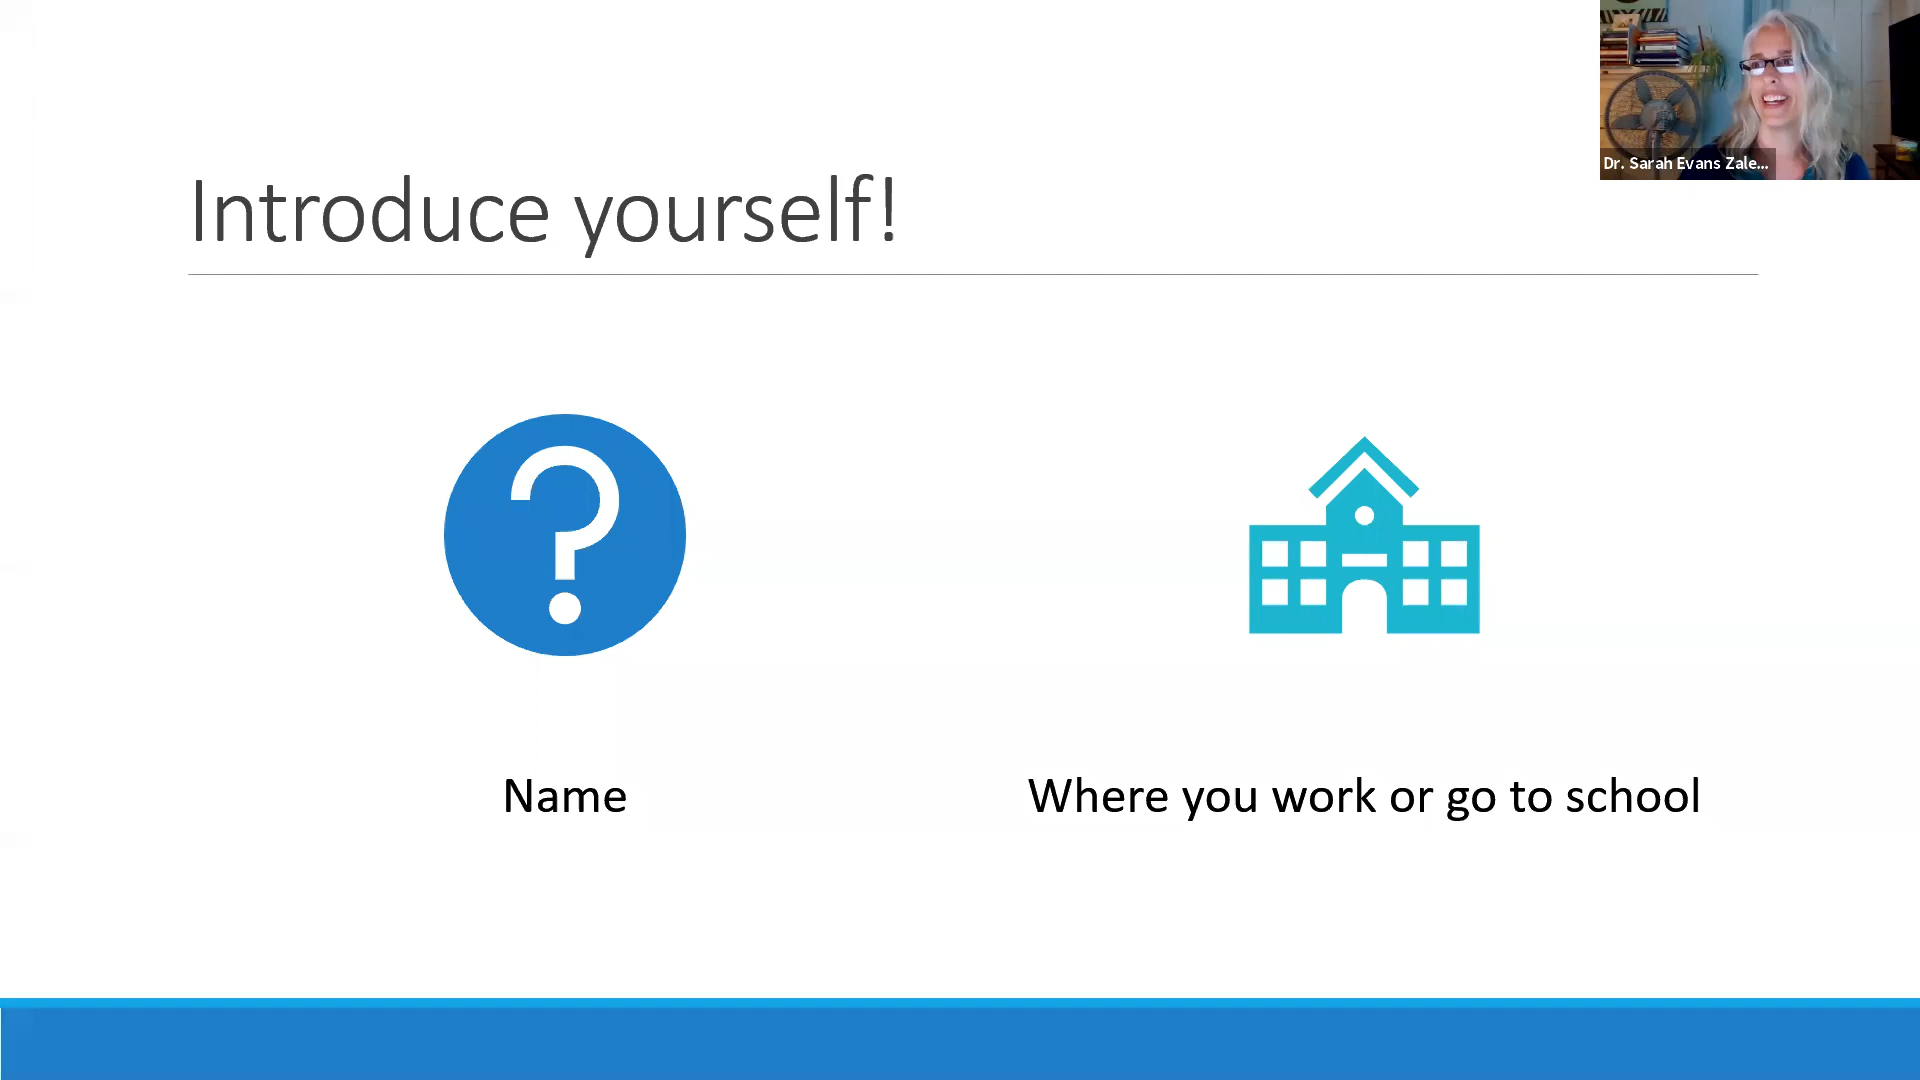 Dr. Sarah Evans Zale...
Introduce yourself!
Name
Where you work or go to school